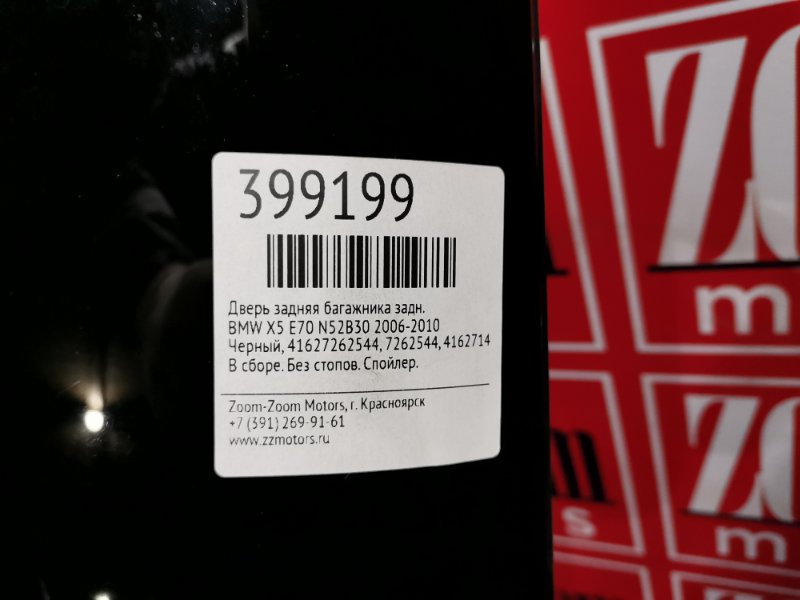 399199
Дверь задняя багажника задн.
BMW X5 E70 N52B30 2006-2010
Черный, 41627262544, 7262544, 4162714
В сборе. Без стопов. Спойлер.
Zoom-Zoom Motors, г. Красноярск
+7 (391) 269-91-61
www.zzmotors.ru